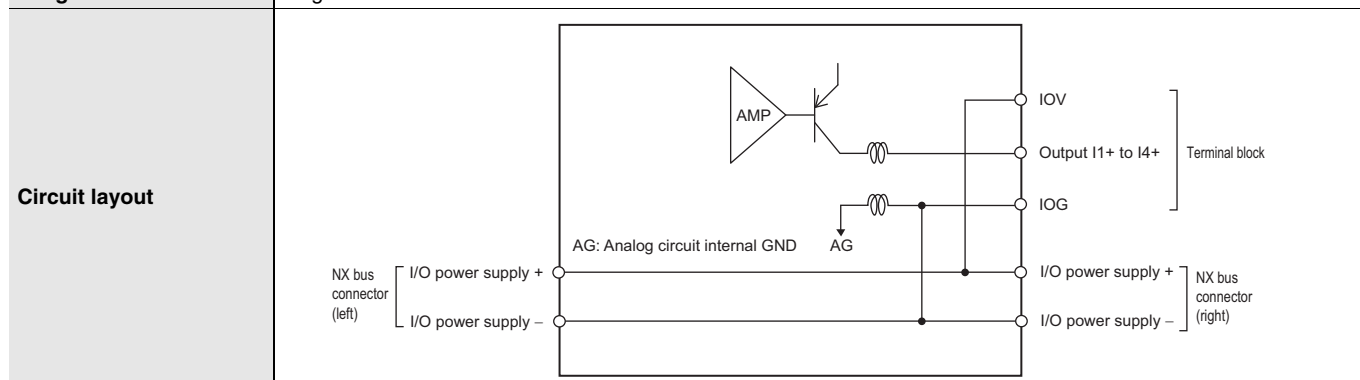 Circuit layout
AMP
IOV
Output I1+ to I4+
Terminal block
IOG
AG: Analog circuit internal GND
AG
NX bus
connector
(left)
I/O power supply +
I/O power supply –
I/O power supply +
I/O power supply –
NX bus
connector
(right)